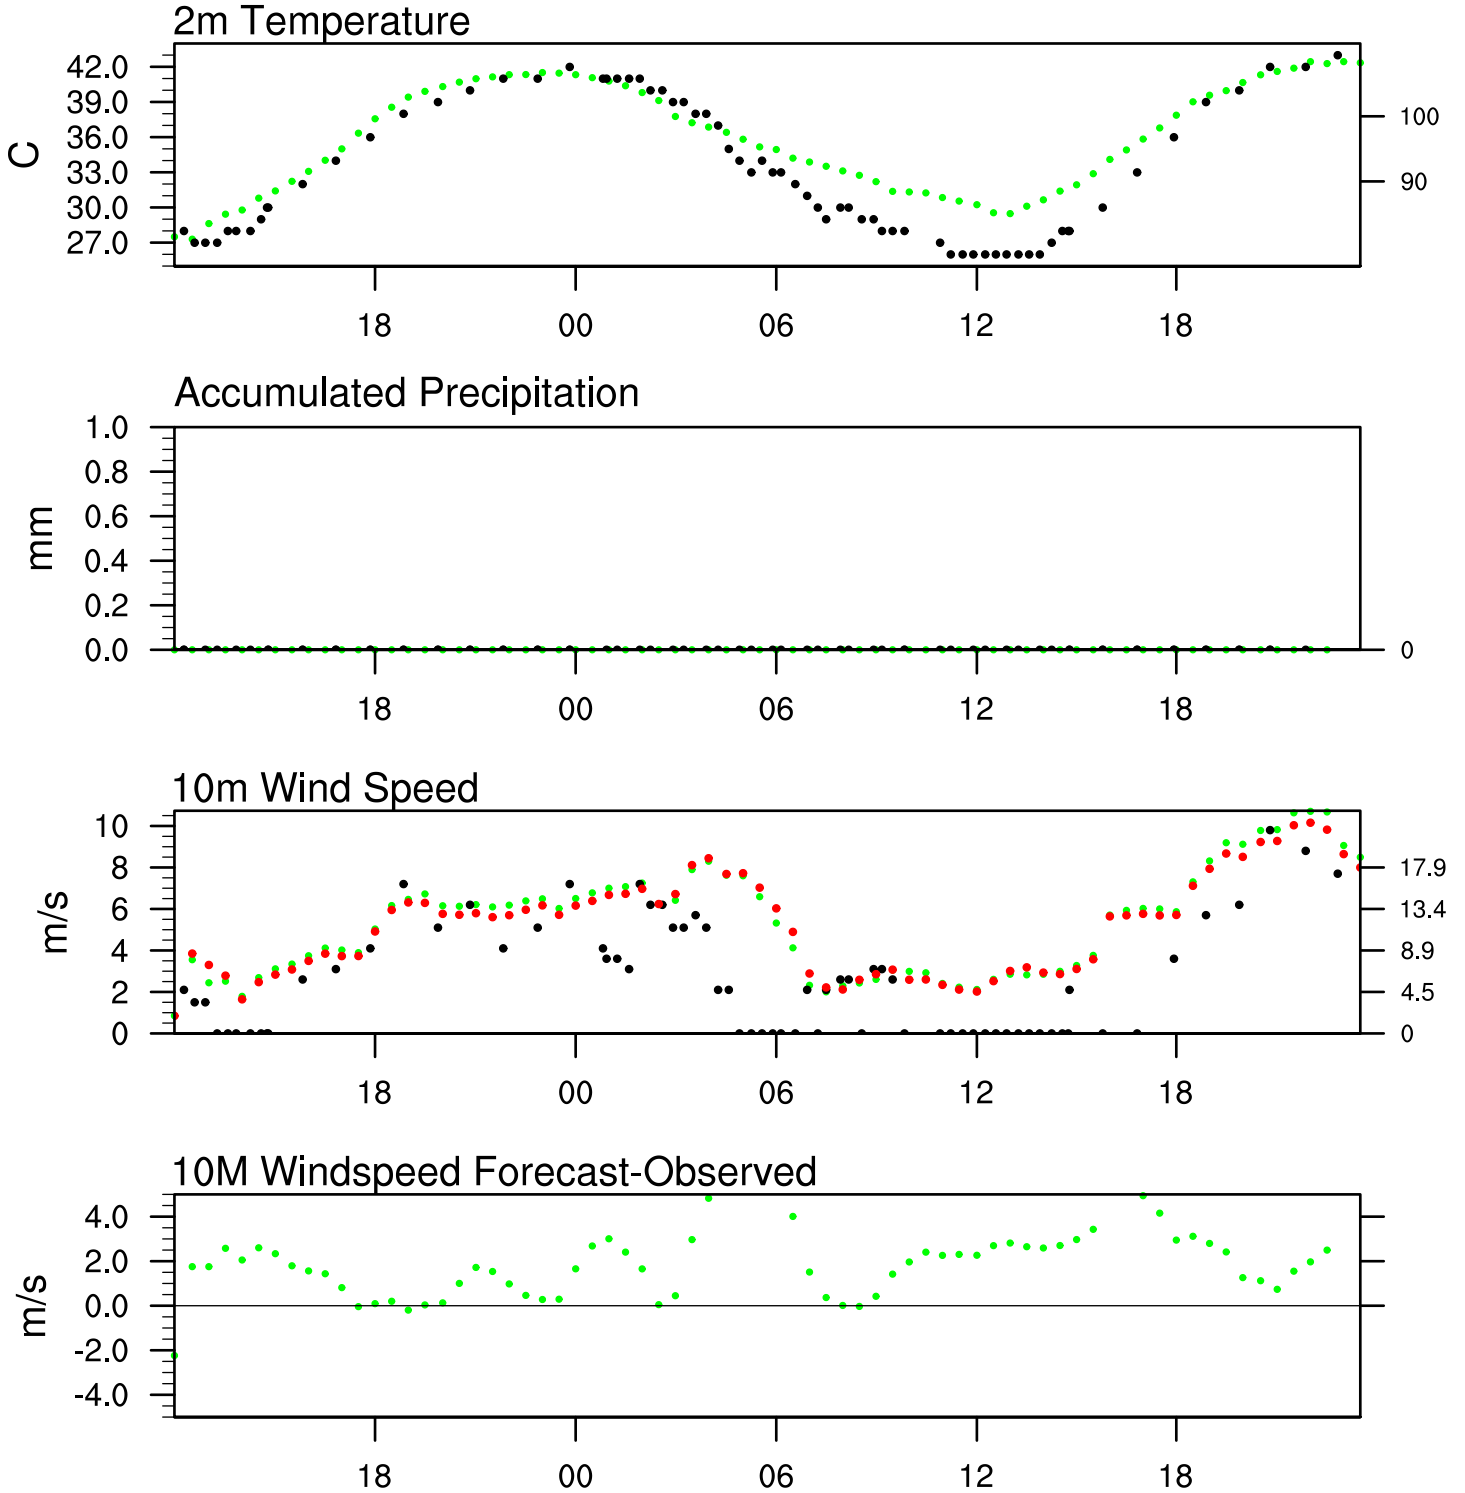 2m Temperature
42.0
39.0
36.0
33.0
30.0
27.0
C
100
90
18 00 06 12 18
Accumulated Precipitation
1.0
0.8
0.6
0.4
0.2
0.0
mm
0
18 00 06 12 18
10m Wind Speed
10
8
6
4
2
0
m/s
17.9
13.4
8.9
4.5
0
18 00 06 12 18
10M Windspeed Forecast-Observed
4.0
2.0
0.0
-2.0
-4.0
m/s
18 00 06 12 18